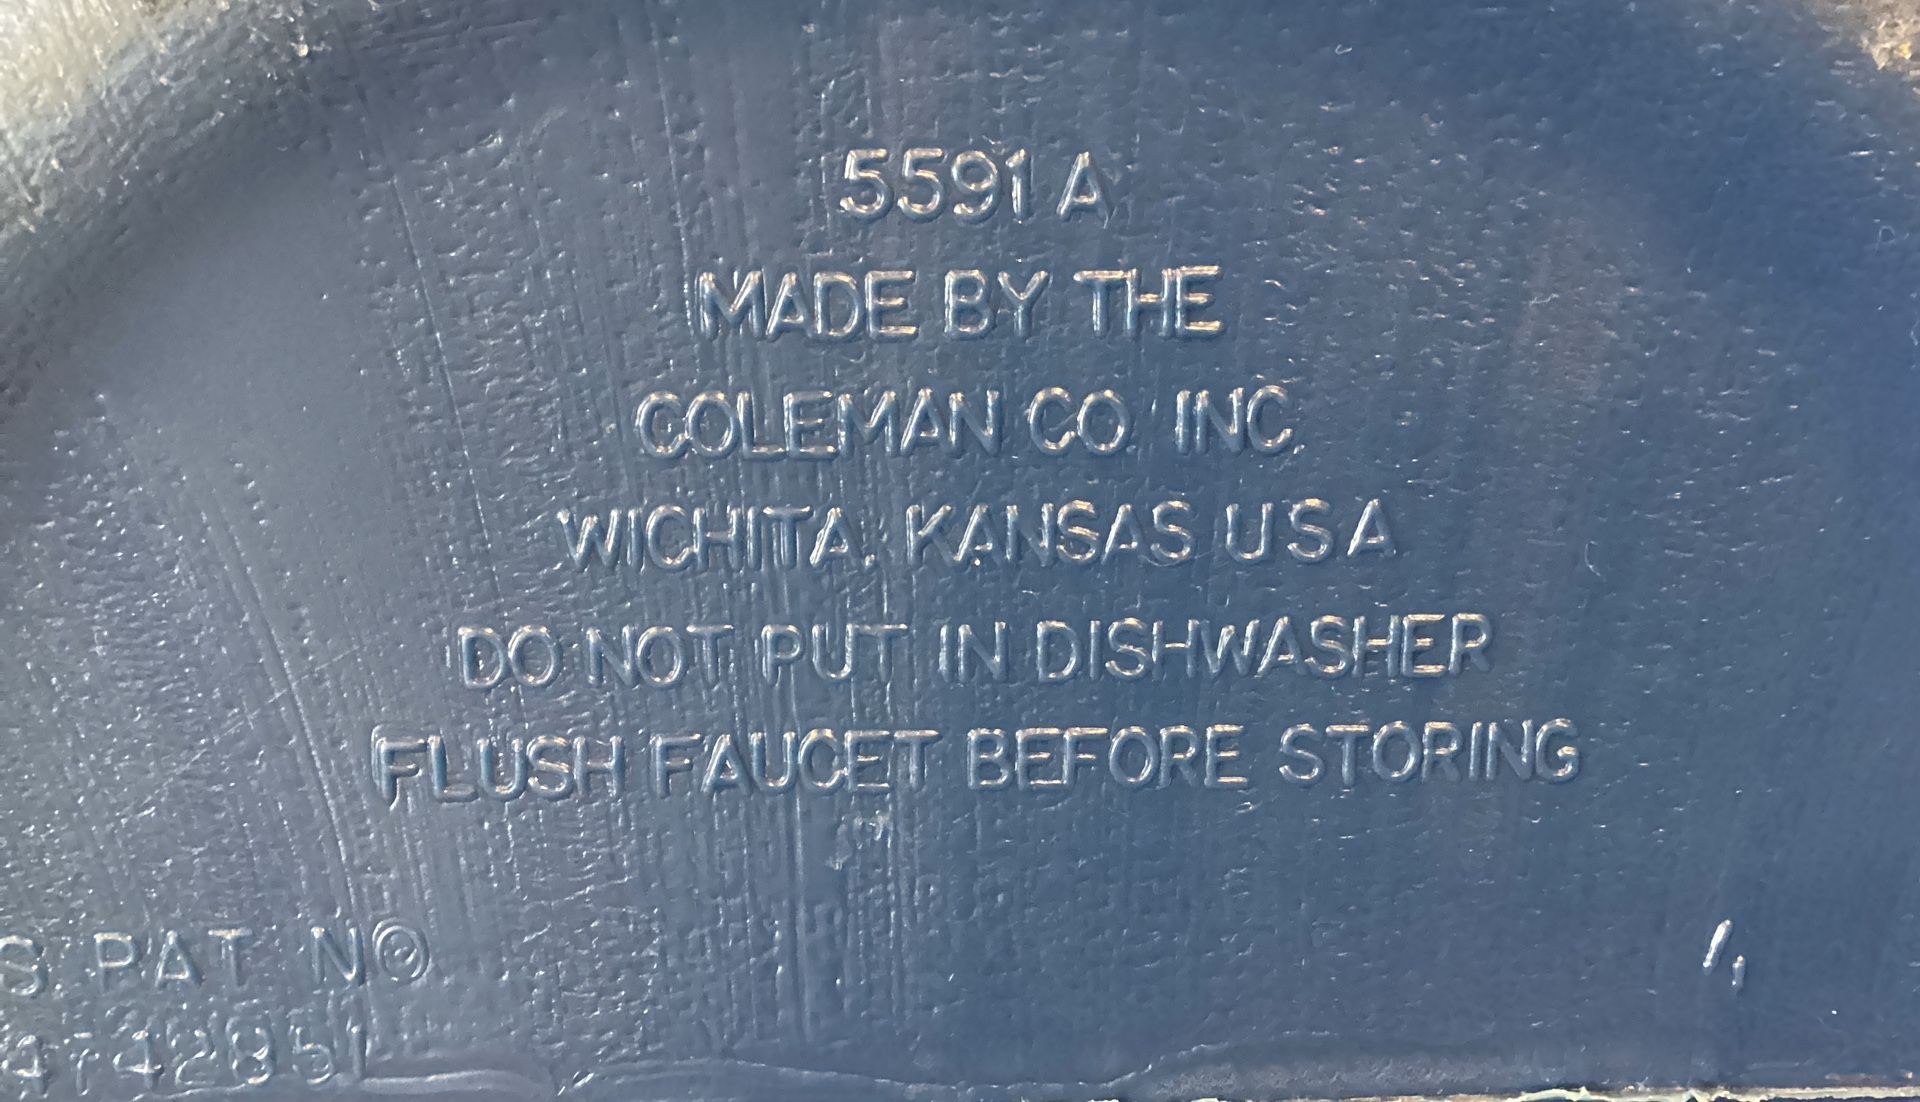 5591 A
MADE BY THE
COLEMAN CO. INC.
WICHITA, KANSAS USA
DO NOT PUT IN DISHWASHER
FLUSH FAUCET BEFORE STORING
S PAT NO
4742851